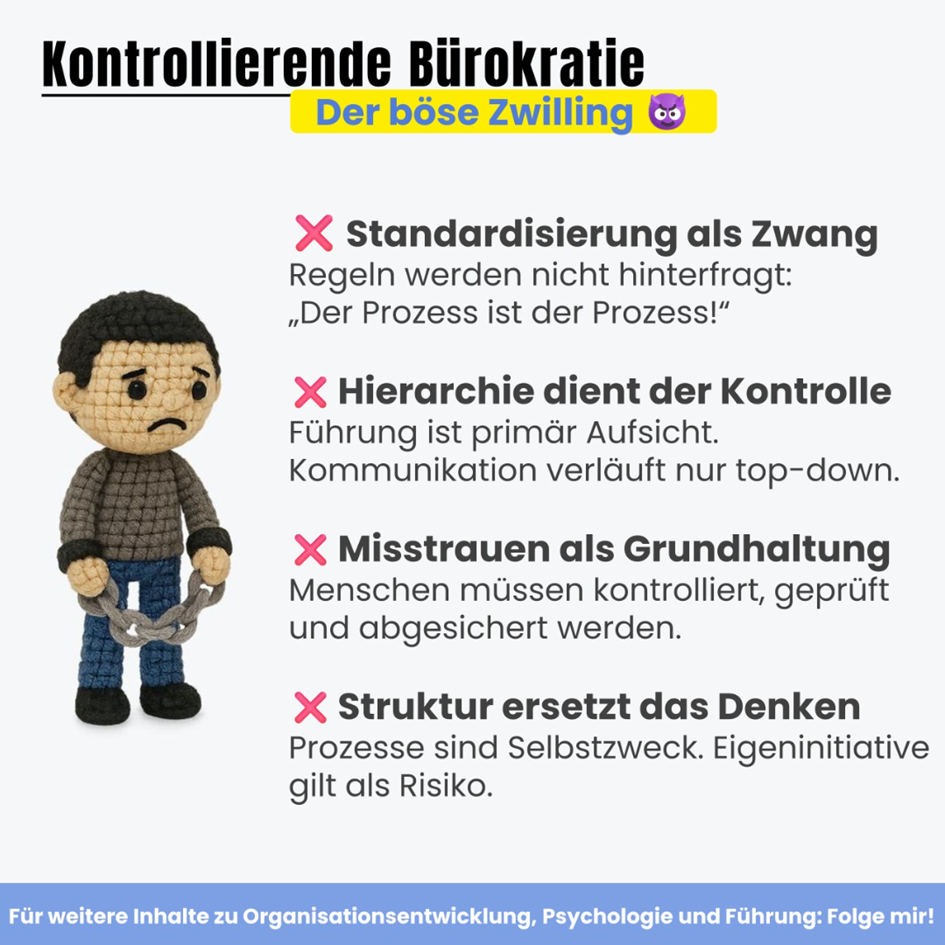 Kontrollierende Bürokratie
Der böse Zwilling 😈
❌ Standardisierung als Zwang
Regeln werden nicht hinterfragt:
„Der Prozess ist der Prozess!“
❌ Hierarchie dient der Kontrolle
Führung ist primär Aufsicht.
Kommunikation verläuft nur top-down.
❌ Misstrauen als Grundhaltung
Menschen müssen kontrolliert, geprüft
und abgesichert werden.
❌ Struktur ersetzt das Denken
Prozesse sind Selbstzweck. Eigeninitiative
gilt als Risiko.
Für weitere Inhalte zu Organisationsentwicklung, Psychologie und Führung: Folge mir!